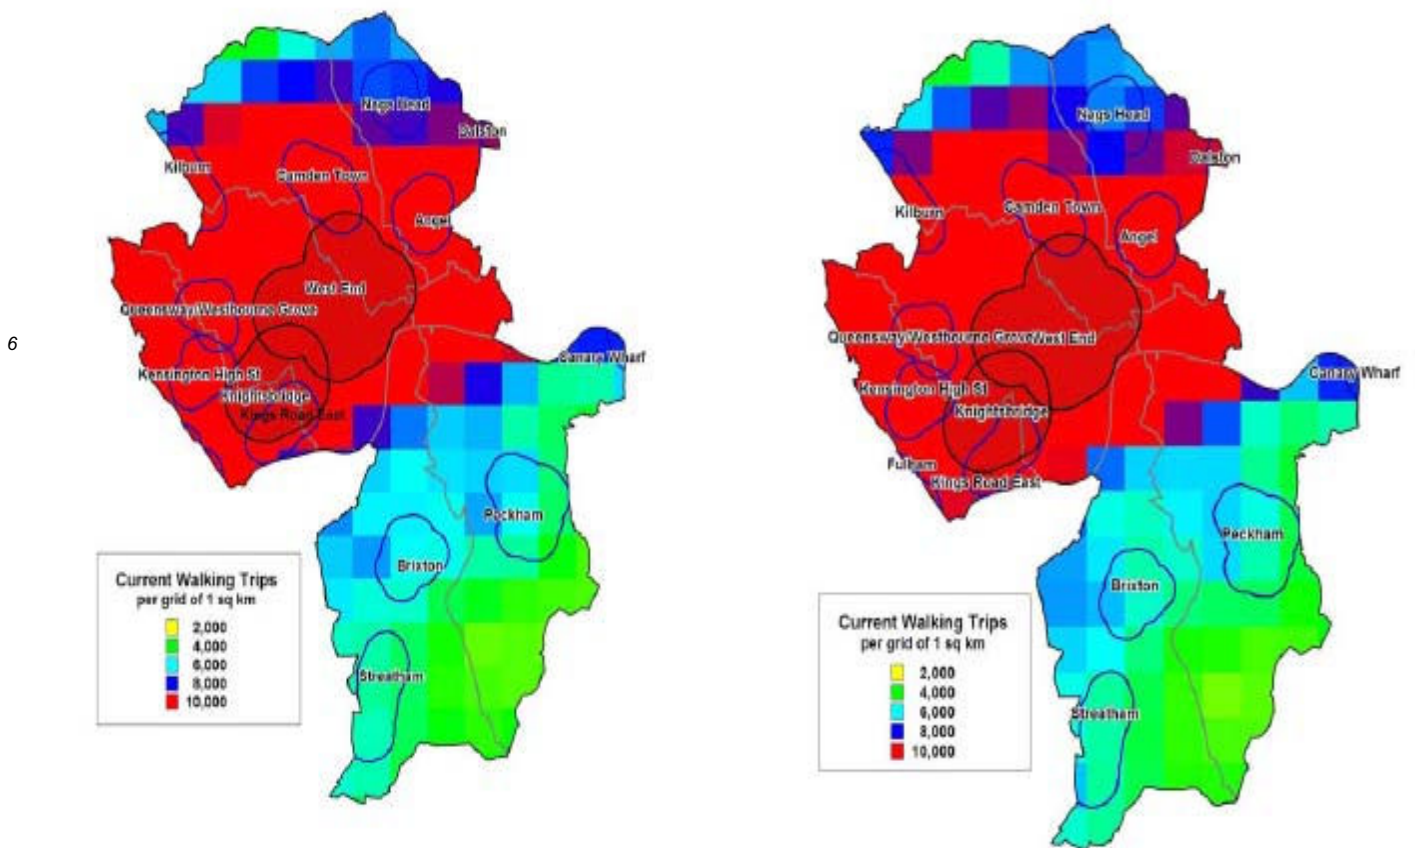 Nags Head
Dalston
Kilburn
Camden Town
Angel
West End
Queensway/Westbourne Grove
Canary Wharf
Kensington High St
Knightsbridge
Kings Road East
Peckham
Brixton
Streatham
Current Walking Trips
per grid of 1 sq km
2,000
4,000
6,000
8,000
10,000
6
Nags Head
Dalston
Kilburn
Camden Town
Angel
Queensway/Westbourne Grove
West End
Canary Wharf
Kensington High St
Knightsbridge
Fulham
Kings Road East
Peckham
Brixton
Streatham
Current Walking Trips
per grid of 1 sq km
2,000
4,000
6,000
8,000
10,000